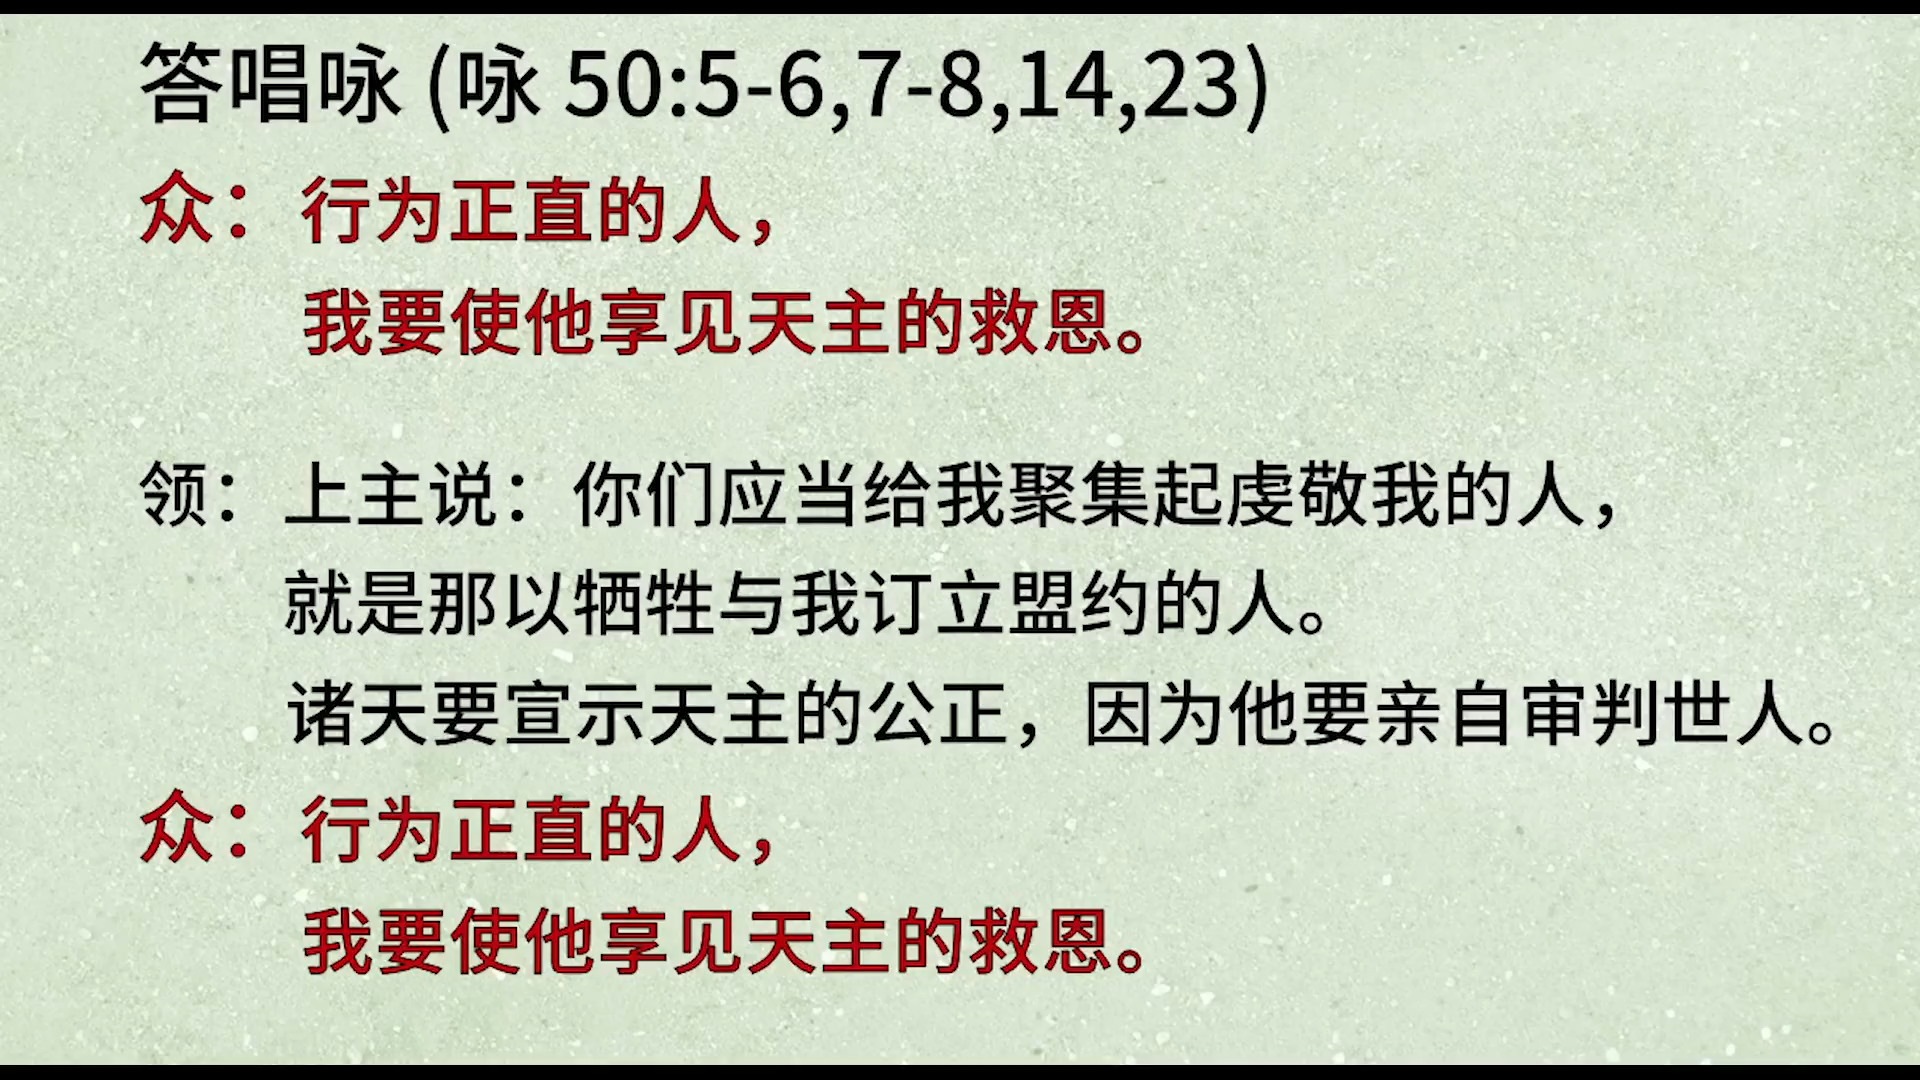 答唱咏 (咏 50:5-6,7-8,14,23)
众：行为正直的人，
我要使他享见天主的救恩。
领：上主说：你们应当给我聚集起虔敬我的人，
就是那以牺牲与我订立盟约的人。
诸天要宣示天主的公正，因为他要亲自审判世人。
众：行为正直的人，
我要使他享见天主的救恩。